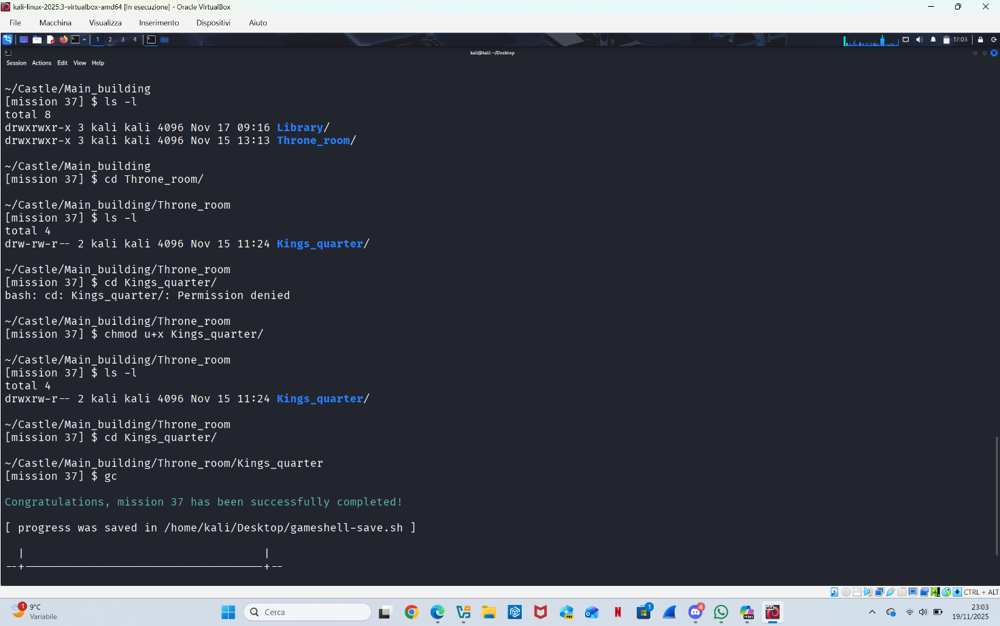 kali-linux-2025.3-virtualbox-amd64 [In esecuzione] - Oracle VirtualBox
File Macchina Visualizza Inserimento Dispositivi Aiuto
1 2 3 4 17:03
kali@kali: ~/Desktop
Session Actions Edit View Help
~/Castle/Main_building
[mission 37] $ ls -l
total 8
drwxrwxr-x 3 kali kali 4096 Nov 17 09:16 Library/
drwxrwxr-x 3 kali kali 4096 Nov 15 13:13 Throne_room/
~/Castle/Main_building
[mission 37] $ cd Throne_room/
~/Castle/Main_building/Throne_room
[mission 37] $ ls -l
total 4
drw-rw-r-- 2 kali kali 4096 Nov 15 11:24 Kings_quarter/
~/Castle/Main_building/Throne_room
[mission 37] $ cd Kings_quarter/
bash: cd: Kings_quarter/: Permission denied
~/Castle/Main_building/Throne_room
[mission 37] $ chmod u+x Kings_quarter/
~/Castle/Main_building/Throne_room
[mission 37] $ ls -l
total 4
drwxrw-r-- 2 kali kali 4096 Nov 15 11:24 Kings_quarter/
~/Castle/Main_building/Throne_room
[mission 37] $ cd Kings_quarter/
~/Castle/Main_building/Throne_room/Kings_quarter
[mission 37] $ gc
Congratulations, mission 37 has been successfully completed!
[ progress was saved in /home/kali/Desktop/gameshell-save.sh ]
CTRL + ALT
1 9°C
Variabile
Cerca
PRE
N
1
4
M365
23:03
19/11/2025